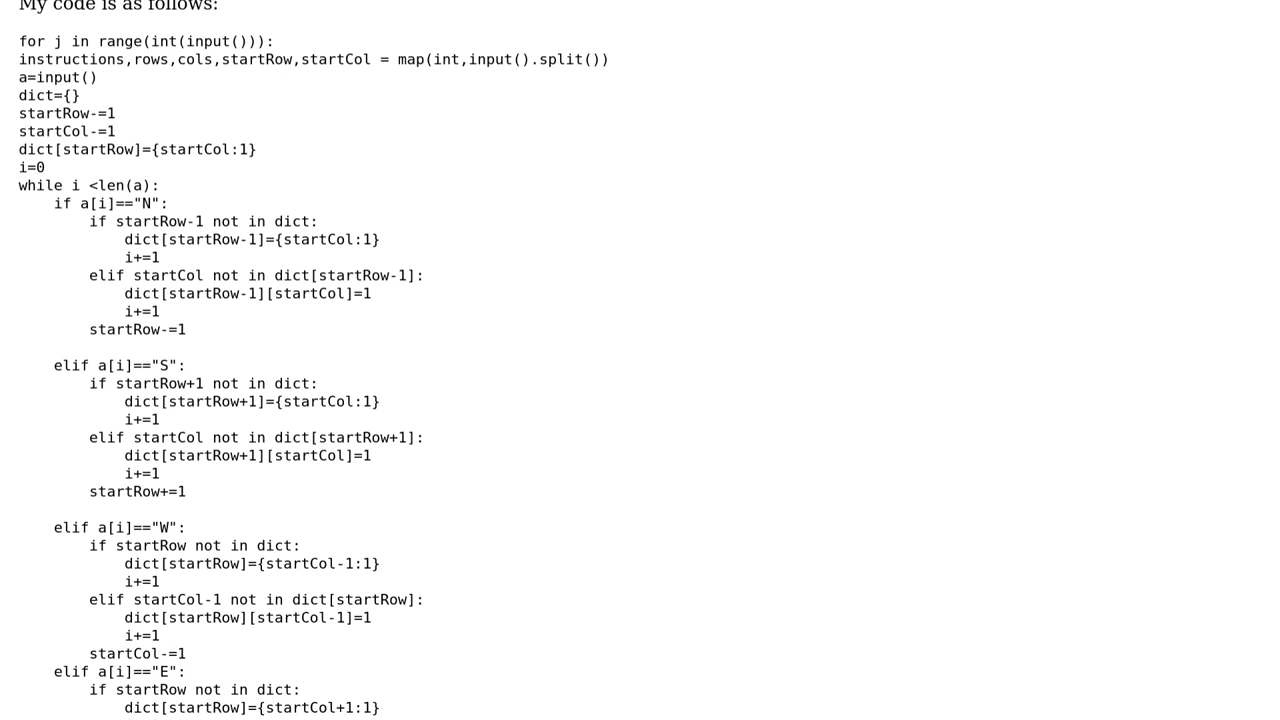 My code is as follows:
for j in range(int(input())):
instructions,rows,cols,startRow,startCol = map(int,input().split())
a=input()
dict={}
startRow-=1
startCol-=1
dict[startRow]={startCol:1}
i=0
while i <len(a):
    if a[i]=="N":
        if startRow-1 not in dict:
            dict[startRow-1]={startCol:1}
            i+=1
        elif startCol not in dict[startRow-1]:
            dict[startRow-1][startCol]=1
            i+=1
        startRow-=1

    elif a[i]=="S":
        if startRow+1 not in dict:
            dict[startRow+1]={startCol:1}
            i+=1
        elif startCol not in dict[startRow+1]:
            dict[startRow+1][startCol]=1
            i+=1
        startRow+=1

    elif a[i]=="W":
        if startRow not in dict:
            dict[startRow]={startCol-1:1}
            i+=1
        elif startCol-1 not in dict[startRow]:
            dict[startRow][startCol-1]=1
            i+=1
        startCol-=1
    elif a[i]=="E":
        if startRow not in dict:
            dict[startRow]={startCol+1:1}